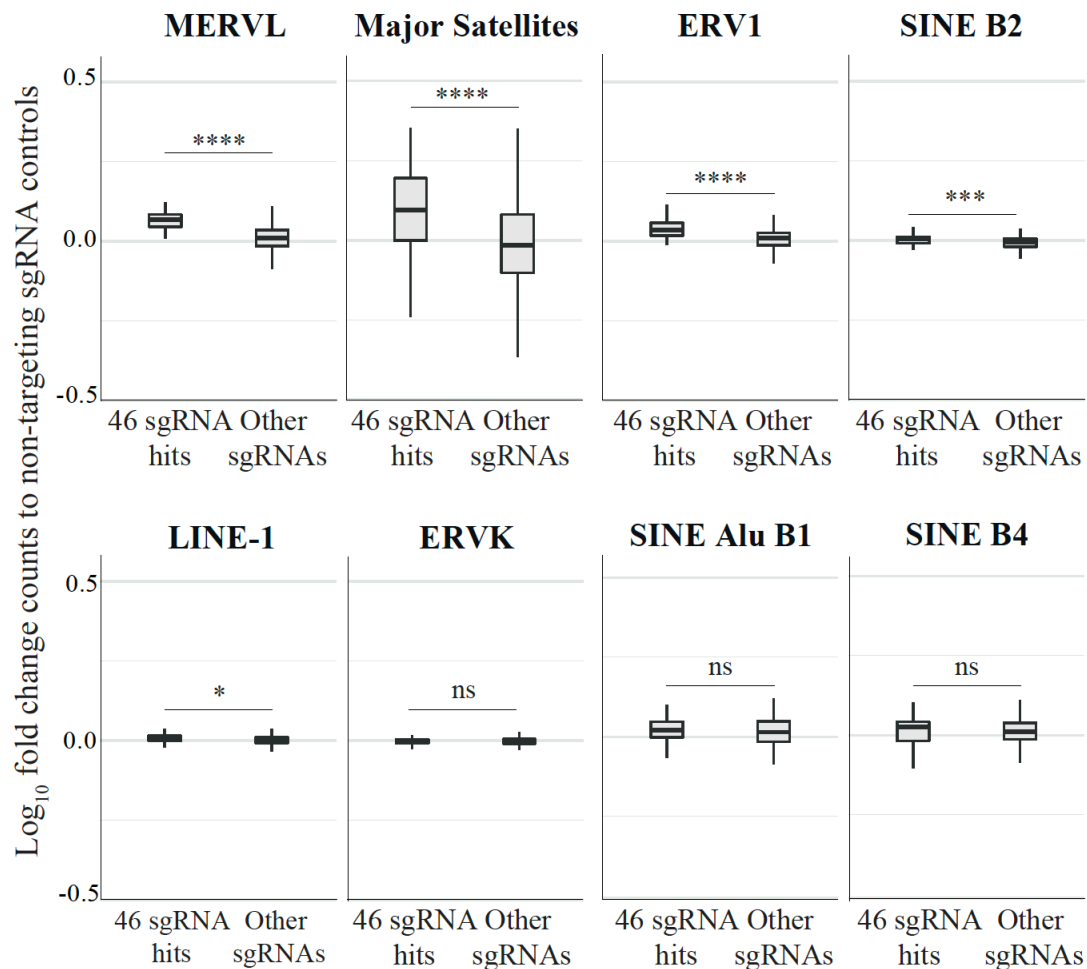 MERVL Major Satellites ERV1 SINE B2
Log10 fold change counts to non-targeting sgRNA controls
0.5
0.0
-0.5
**** **** **** ***
46 sgRNA Other 46 sgRNA Other 46 sgRNA Other 46 sgRNA Other
hits sgRNAs hits sgRNAs hits sgRNAs hits sgRNAs
LINE-1 ERVK SINE Alu B1 SINE B4
0.5
* ns ns ns
0.0
-0.5
46 sgRNA Other 46 sgRNA Other 46 sgRNA Other 46 sgRNA Other
hits sgRNAs hits sgRNAs hits sgRNAs hits sgRNAs